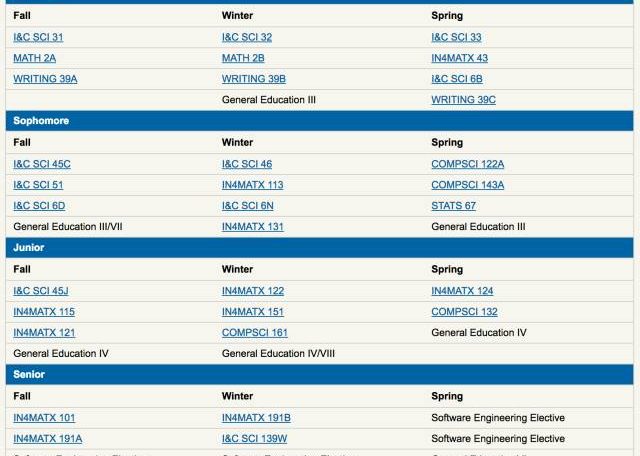 Fall Winter Spring
I&C SCI 31 I&C SCI 32 I&C SCI 33
MATH 2A MATH 2B IN4MATX 43
WRITING 39A WRITING 39B I&C SCI 6B
General Education III WRITING 39C
Sophomore
Fall Winter Spring
I&C SCI 45C I&C SCI 46 COMPSCI 122A
I&C SCI 51 IN4MATX 113 COMPSCI 143A
I&C SCI 6D I&C SCI 6N STATS 67
General Education III/VII IN4MATX 131 General Education III
Junior
Fall Winter Spring
I&C SCI 45J IN4MATX 122 IN4MATX 124
IN4MATX 115 IN4MATX 151 COMPSCI 132
IN4MATX 121 COMPSCI 161 General Education IV
General Education IV General Education IV/VIII
Senior
Fall Winter Spring
IN4MATX 101 IN4MATX 191B Software Engineering Elective
IN4MATX 191A I&C SCI 139W Software Engineering Elective